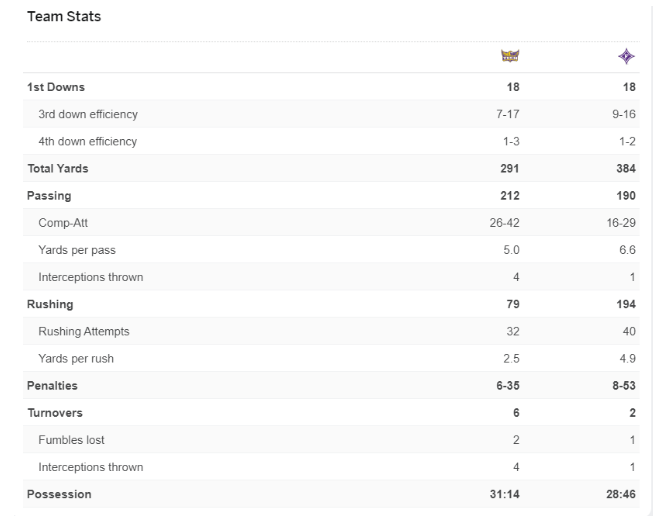 Team Stats
1st Downs 18 18
3rd down efficiency 7-17 9-16
4th down efficiency 1-3 1-2
Total Yards 291 384
Passing 212 190
Comp-Att 26-42 16-29
Yards per pass 5.0 6.6
Interceptions thrown 4 1
Rushing 79 194
Rushing Attempts 32 40
Yards per rush 2.5 4.9
Penalties 6-35 8-53
Turnovers 6 2
Fumbles lost 2 1
Interceptions thrown 4 1
Possession 31:14 28:46